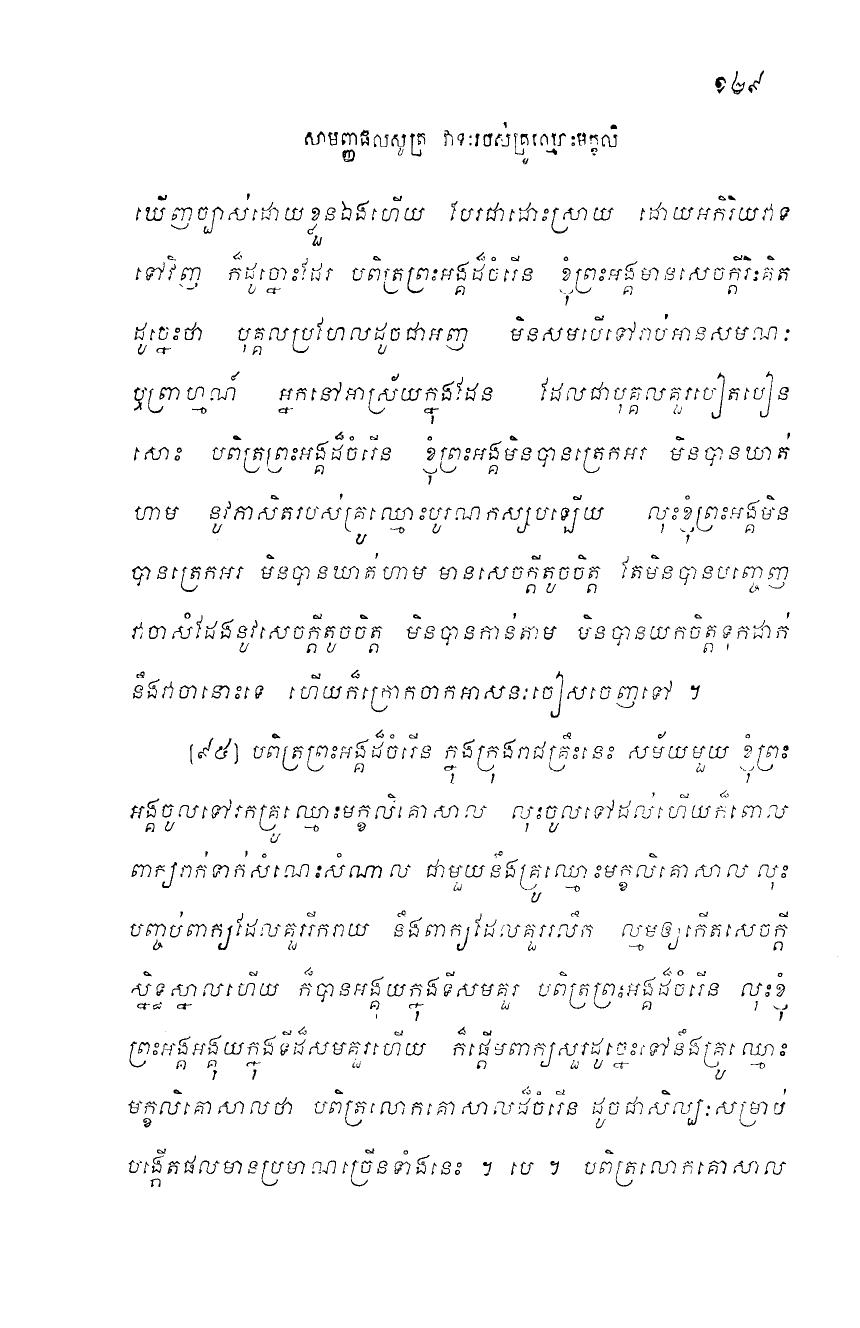 ១២៩
សាមញ្ញផលសូត្រ វាទៈរបស់គ្រូឈ្មោះមក្ខលិ
ឃើញច្បាស់ដោយខ្លួនឯងហើយ បែរជាដោះស្រាយ ដោយអកិរិយវាទ
ទៅវិញ ក៏ដូច្នោះដែរ បពិត្រព្រះអង្គដ៏ចំរើន ខ្ញុំព្រះអង្គមានសេចក្តីរិះគិត
ដូច្នេះថា បុគ្គលប្រហែលដូចជាអញ មិនសមបើទៅរាប់អានសមណៈ
ឬព្រាហ្មណ៍ អ្នកនៅអាស្រ័យក្នុងដែន ដែលជាបុគ្គលគួរបៀតបៀន
សោះ បពិត្រព្រះអង្គដ៏ចំរើន ខ្ញុំព្រះអង្គមិនបានត្រេកអរ មិនបានឃាត់
ហាម នូវភាសិតរបស់គ្រូឈ្មោះបូរណកស្សបឡើយ លុះខ្ញុំព្រះអង្គមិន
បានត្រេកអរ មិនបានឃាត់ហាម មានសេចក្តីតូចចិត្ត តែមិនបានបញ្ចេញ
វាចាសំដែងនូវសេចក្តីតូចចិត្ត មិនបានកាន់តាម មិនបានយកចិត្តទុកដាក់
នឹងវាចានោះទេ ហើយក៏ក្រោកចាកអាសនៈចៀសចេញទៅ ។
[៩៥] បពិត្រព្រះអង្គដ៏ចំរើន ក្នុងក្រុងរាជគ្រឹះនេះ សម័យមួយ ខ្ញុំព្រះ
អង្គចូលទៅរកគ្រូឈ្មោះមក្ខលិគោសាល លុះចូលទៅដល់ហើយក៏ពោល
ពាក្យរាក់ទាក់សំណេះសំណាល ជាមួយនឹងគ្រូឈ្មោះមក្ខលិគោសាល លុះ
បញ្ចប់ពាក្យដែលគួររីករាយ នឹងពាក្យដែលគួររលឹក ល្មមឲ្យកើតសេចក្តី
ស្និទ្ធស្នាលហើយ ក៏បានអង្គុយក្នុងទីសមគួរ បពិត្រព្រះអង្គដ៏ចំរើន លុះខ្ញុំ
ព្រះអង្គអង្គុយក្នុងទីដ៏សមគួរហើយ ក៏ផ្តើមពាក្យសួរដូច្នេះទៅនឹងគ្រូឈ្មោះ
មក្ខលិគោសាលថា បពិត្រលោកគោសាលដ៏ចំរើន ដូចជាសិល្បៈសម្រាប់
បង្កើតផលមានប្រមាណច្រើនទាំងនេះ ។ បេ ។ បពិត្រលោកគោសាល